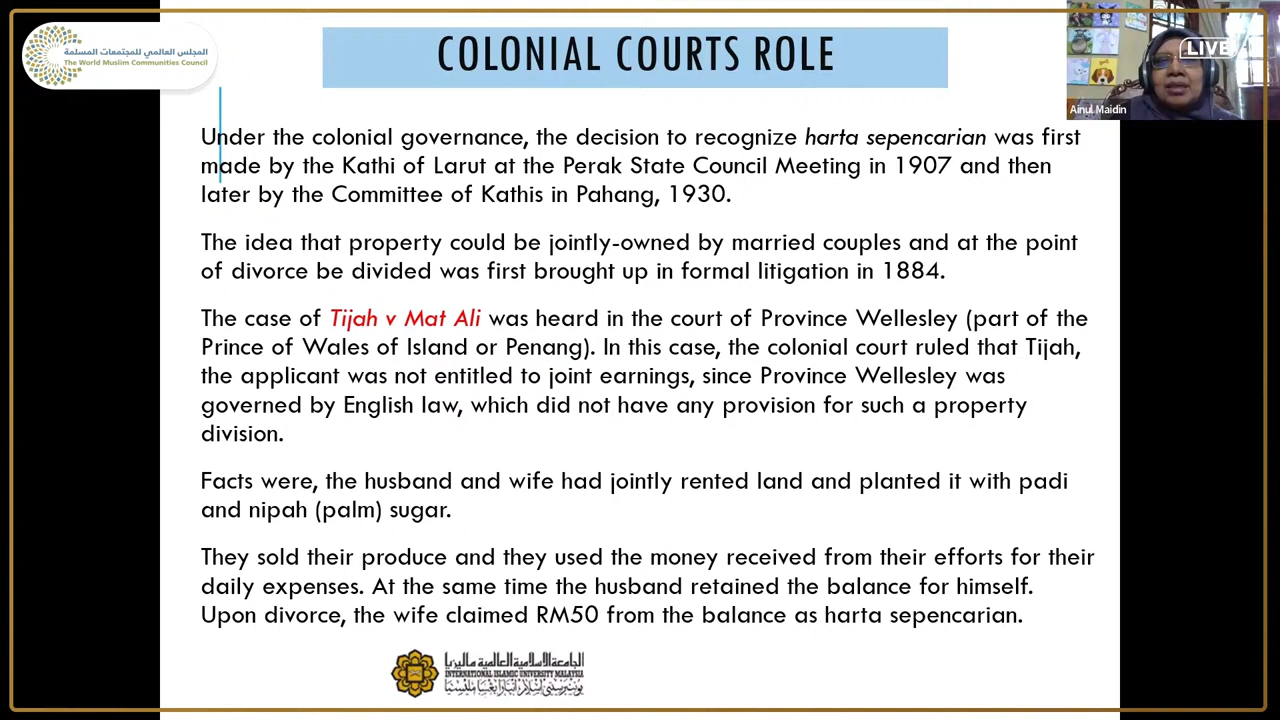 المجلس العالمي للمجتمعات المسلمة
The World Muslim Communities Council
COLONIAL COURTS ROLE
LIVE
Ainul Maidin
Under the colonial governance, the decision to recognize harta sepencarian was first
made by the Kathi of Larut at the Perak State Council Meeting in 1907 and then
later by the Committee of Kathis in Pahang, 1930.
The idea that property could be jointly-owned by married couples and at the point
of divorce be divided was first brought up in formal litigation in 1884.
The case of Tijah v Mat Ali was heard in the court of Province Wellesley (part of the
Prince of Wales of Island or Penang). In this case, the colonial court ruled that Tijah,
the applicant was not entitled to joint earnings, since Province Wellesley was
governed by English law, which did not have any provision for such a property
division.
Facts were, the husband and wife had jointly rented land and planted it with padi
and nipah (palm) sugar.
They sold their produce and they used the money received from their efforts for their
daily expenses. At the same time the husband retained the balance for himself.
Upon divorce, the wife claimed RM50 from the balance as harta sepencarian.
الجامعة الإسلامية العالمية ماليزيا
INTERNATIONAL ISLAMIC UNIVERSITY MALAYSIA